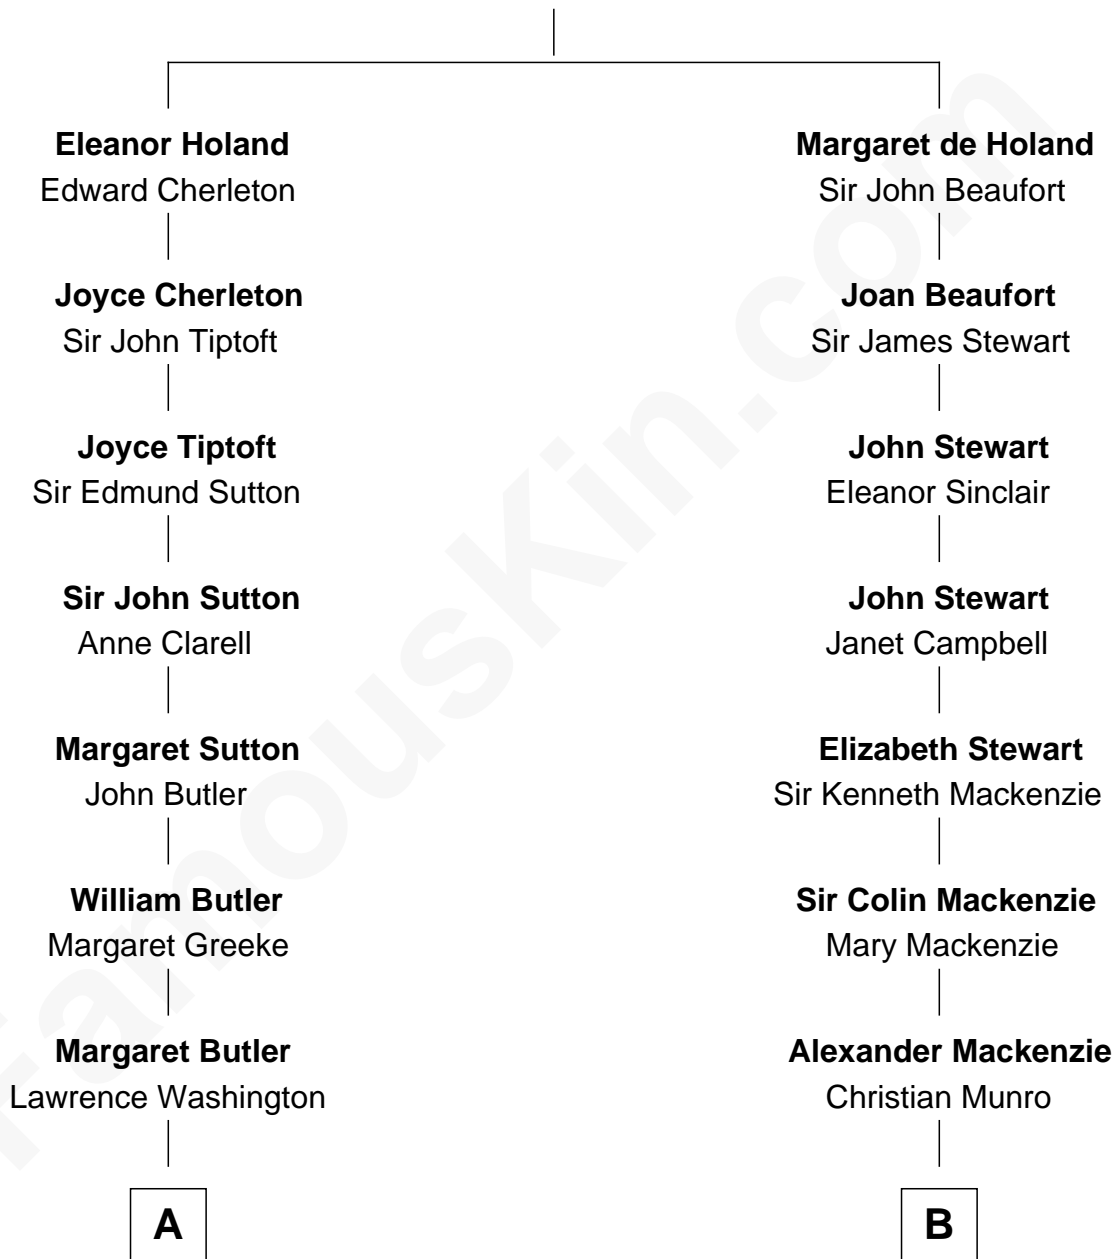 Eleanor Holand
Edward Cherleton
Margaret de Holand
Sir John Beaufort
Joyce Cherleton
Sir John Tiptoft
Joan Beaufort
Sir James Stewart
Joyce Tiptoft
Sir Edmund Sutton
John Stewart
Eleanor Sinclair
Sir John Sutton
Anne Clarell
John Stewart
Janet Campbell
Margaret Sutton
John Butler
Elizabeth Stewart
Sir Kenneth Mackenzie
William Butler
Margaret Greeke
Sir Colin Mackenzie
Mary Mackenzie
Margaret Butler
Lawrence Washington
Alexander Mackenzie
Christian Munro
A
B
FamousKin.com